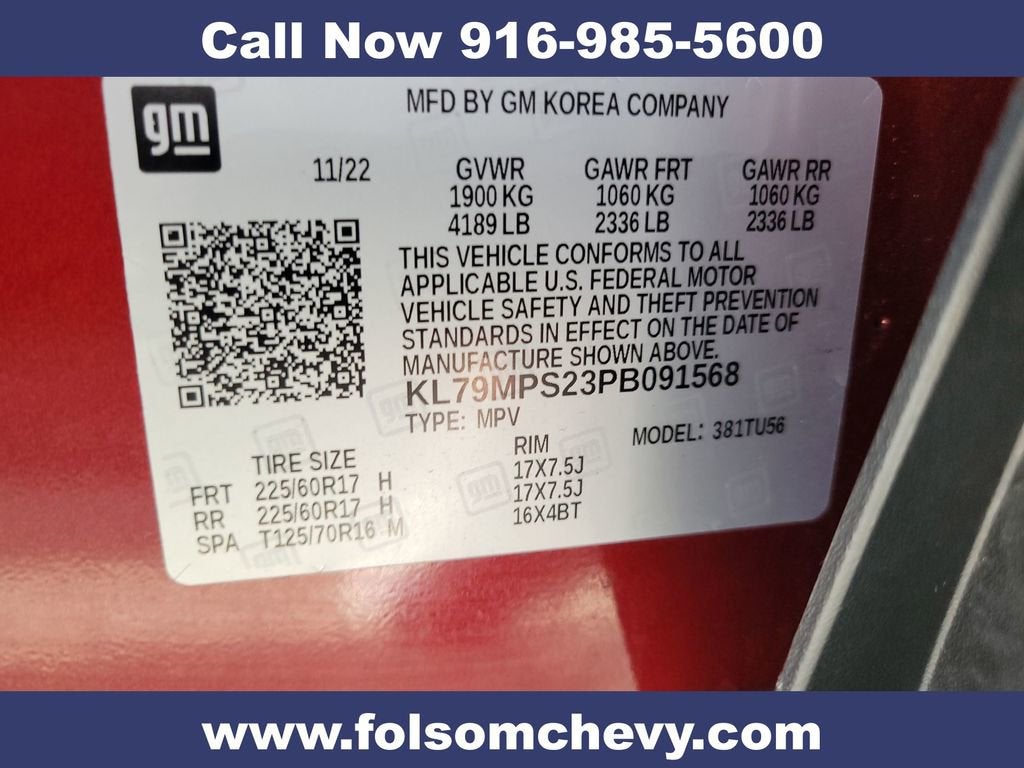 Call Now 916-985-5600
gm
MFD BY GM KOREA COMPANY
11/22 GVWR GAWR FRT GAWR RR
1900 KG 1060 KG 1060 KG
4189 LB 2336 LB 2336 LB
THIS VEHICLE CONFORMS TO ALL
APPLICABLE U.S. FEDERAL MOTOR
VEHICLE SAFETY AND THEFT PREVENTION
STANDARDS IN EFFECT ON THE DATE OF
MANUFACTURE SHOWN ABOVE.
KL79MPS23PB091568
TYPE: MPV MODEL: 381TU56
TIRE SIZE RIM
FRT 225/60R17 H 17X7.5J
RR 225/60R17 H 17X7.5J
SPA T125/70R16 M 16X4BT
www.folsomchevy.com